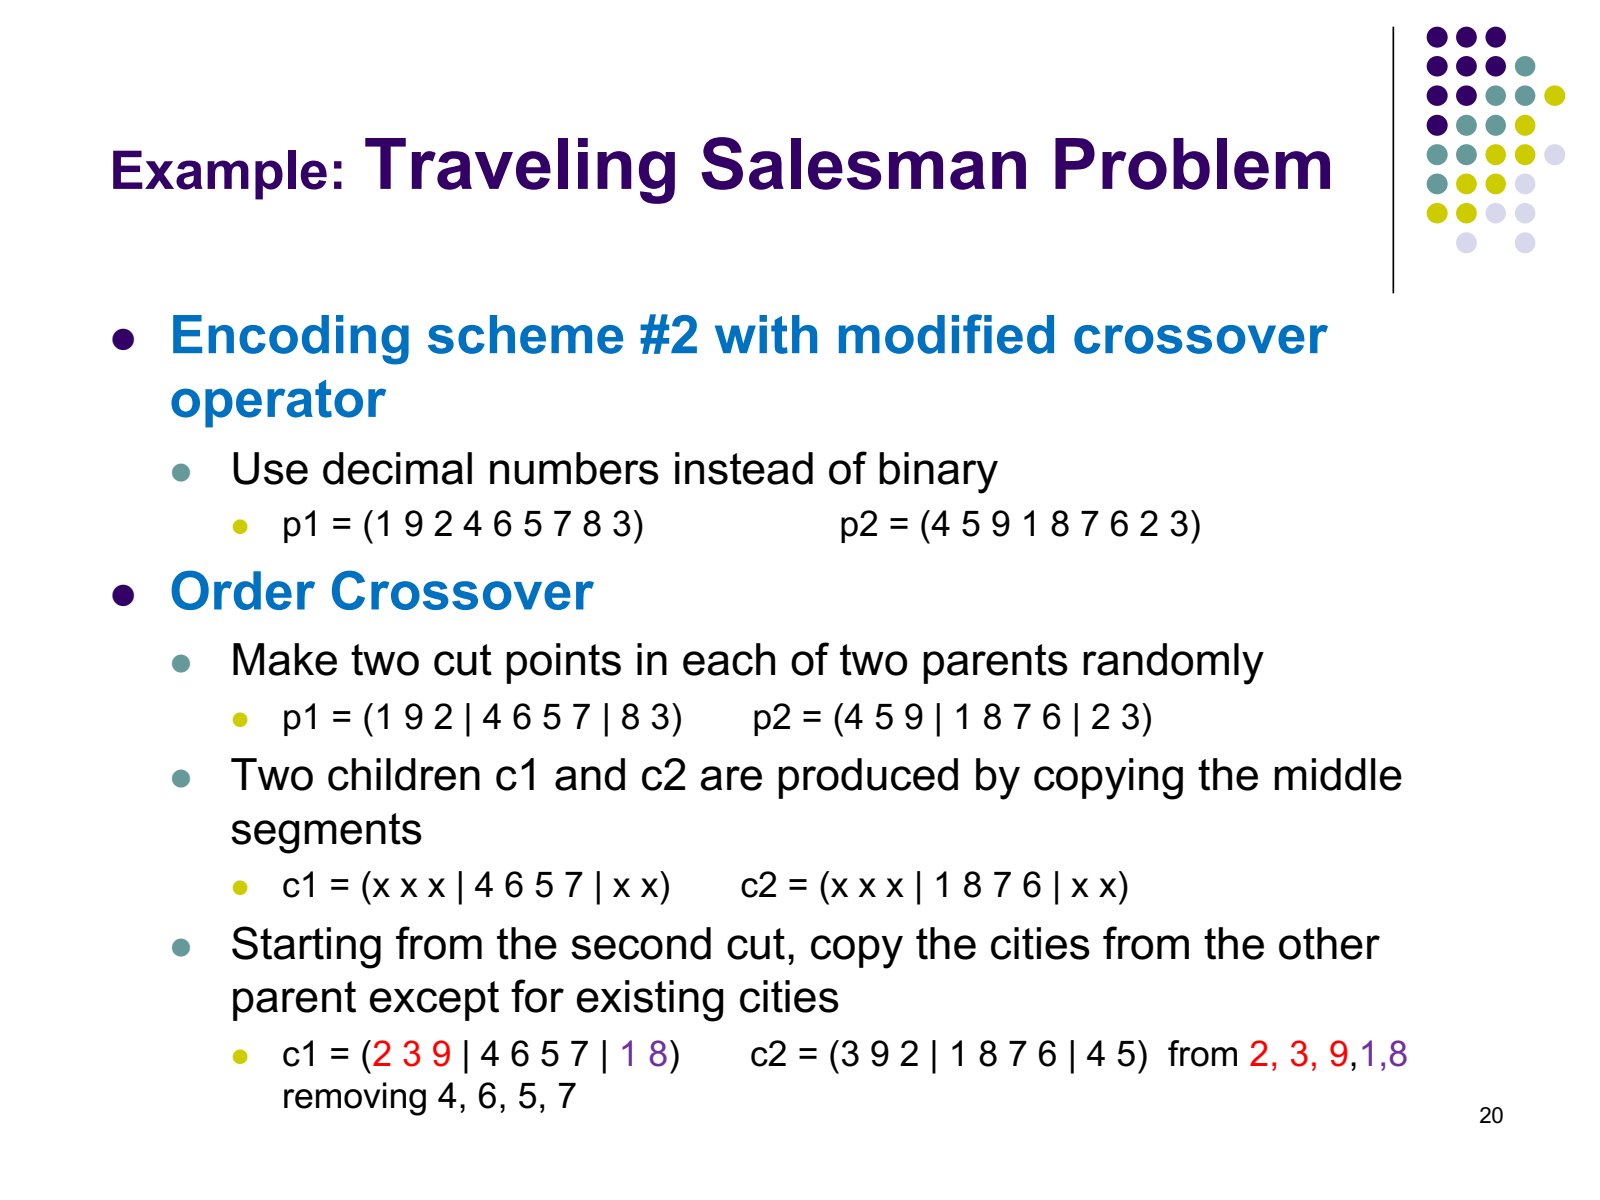 Example: Traveling Salesman Problem
Encoding scheme #2 with modified crossover
operator
Use decimal numbers instead of binary
p1 = (1 9 2 4 6 5 7 8 3) p2 = (4 5 9 1 8 7 6 2 3)
Order Crossover
Make two cut points in each of two parents randomly
p1 = (1 9 2 | 4 6 5 7 | 8 3) p2 = (4 5 9 | 1 8 7 6 | 2 3)
Two children c1 and c2 are produced by copying the middle
segments
c1 = (x x x | 4 6 5 7 | x x) c2 = (x x x | 1 8 7 6 | x x)
Starting from the second cut, copy the cities from the other
parent except for existing cities
c1 = (2 3 9 | 4 6 5 7 | 1 8) c2 = (3 9 2 | 1 8 7 6 | 4 5) from 2, 3, 9,1,8
removing 4, 6, 5, 7
20